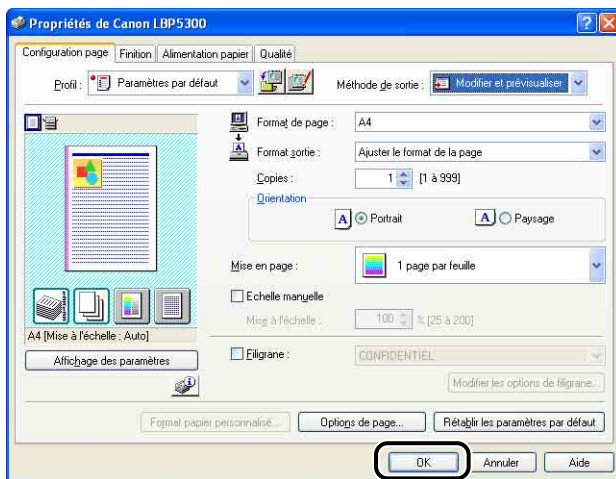 Propriétés de Canon LBP5300
Configuration page Finition Alimentation papier Qualité
Profil : Paramètres par défaut Méthode de sortie : Modifier et prévisualiser
Format de page : A4
Format sortie : Ajuster le format de la page
Copies : 1 [1 à 999]
Orientation
A Portrait A Paysage
Mise en page : 1 page par feuille
Echelle manuelle
Mise à l'échelle : 100 % [25 à 200]
A4 [Mise à l'échelle : Auto]
Affichage des paramètres
Filigrane : CONFIDENTIEL
Modifier les options de filigrane...
Format papier personnalisé... Options de page... Rétablir les paramètres par défaut
OK Annuler Aide